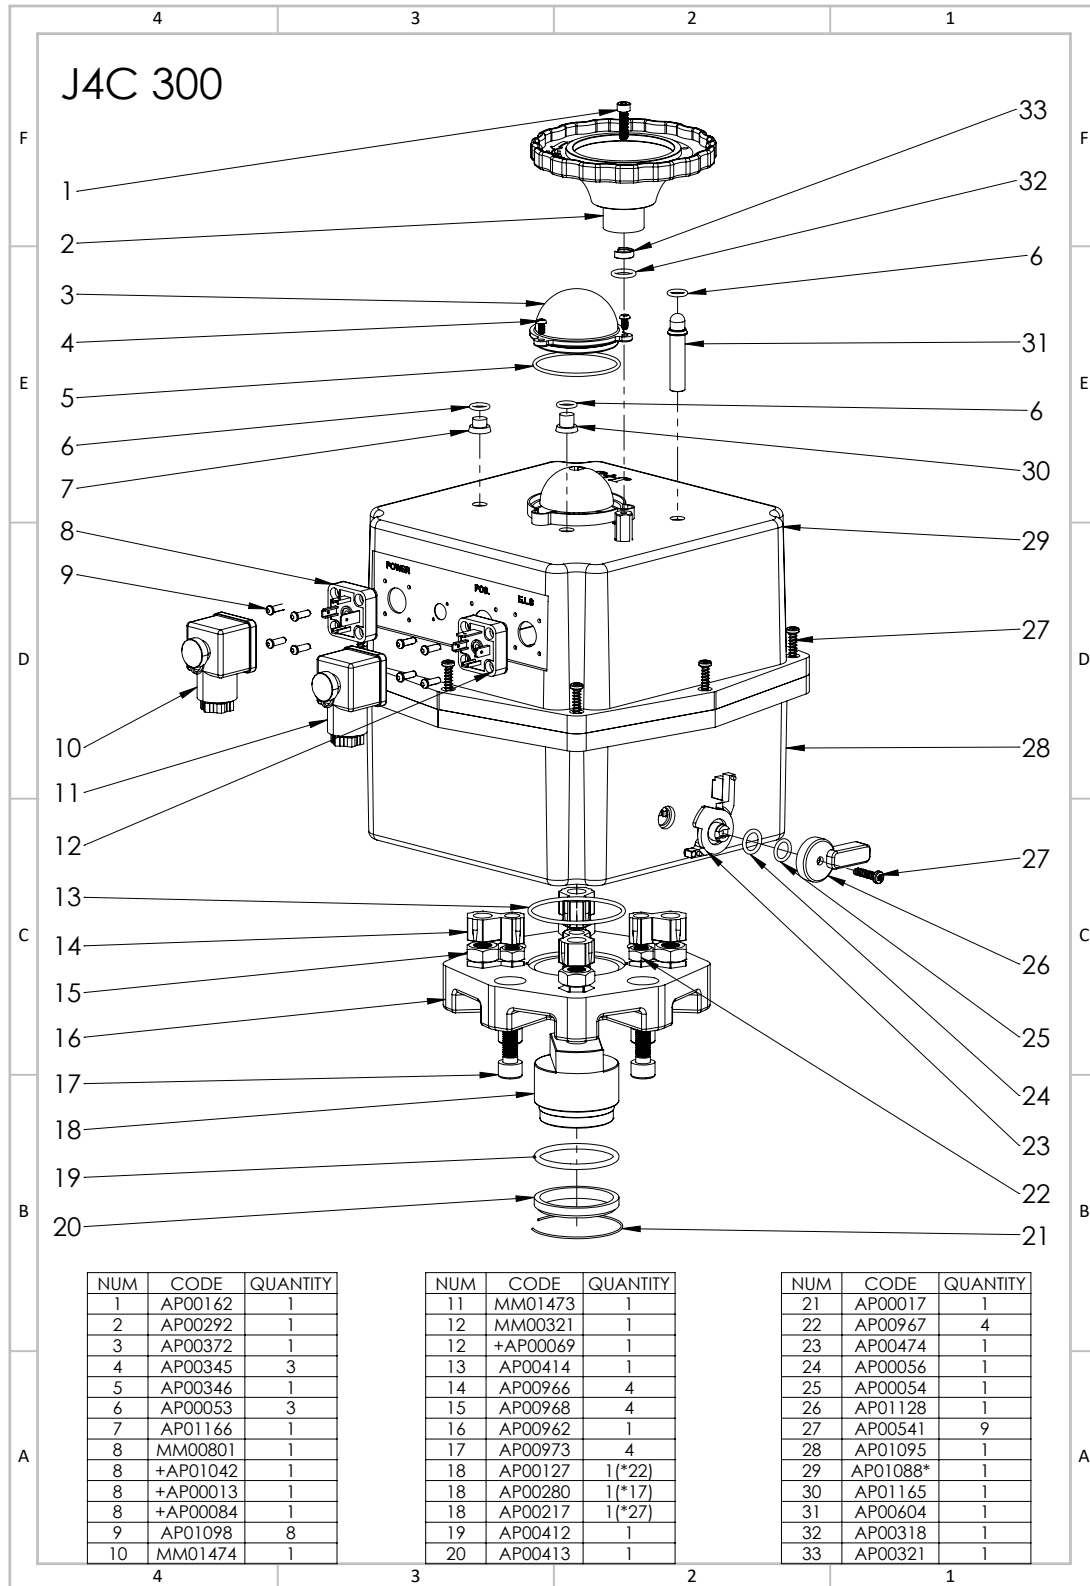 4 3 2 1
J4C 300
F F
33
1
32
2
6
3
4
31
E E
5
6
6
7
30
8
29
9
POWER
POS.
E.L.S
27
D D
10
28
11
12
27
13
C C
14
15
26
16
25
17
24
18
23
19
22
B B
20
21
NUM CODE QUANTITY
1 AP00162 1
2 AP00292 1
3 AP00372 1
4 AP00345 3
5 AP00346 1
6 AP00053 3
7 AP01166 1
8 MM00801 1
8 +AP01042 1
8 +AP00013 1
8 +AP00084 1
9 AP01098 8
10 MM01474 1
NUM CODE QUANTITY
11 MM01473 1
12 MM00321 1
12 +AP00069 1
13 AP00414 1
14 AP00966 4
15 AP00968 4
16 AP00962 1
17 AP00973 4
18 AP00127 1(*22)
18 AP00280 1(*17)
18 AP00217 1(*27)
19 AP00412 1
20 AP00413 1
NUM CODE QUANTITY
21 AP00017 1
22 AP00967 4
23 AP00474 1
24 AP00056 1
25 AP00054 1
26 AP01128 1
27 AP00541 9
28 AP01095 1
29 AP01088* 1
30 AP01165 1
31 AP00604 1
32 AP00318 1
33 AP00321 1
A A
4 3 2 1